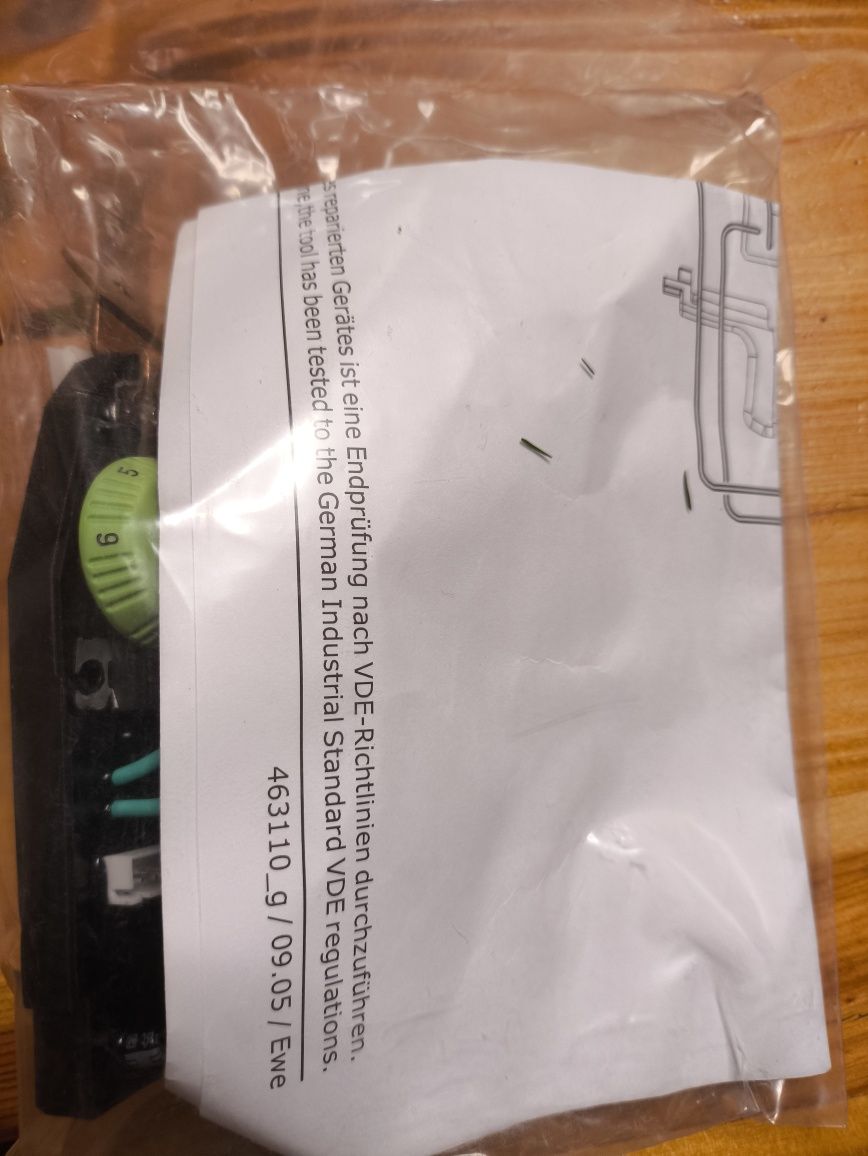 reparierten Gerätes ist eine Endprüfung nach VDE-Richtlinien durchzuführen.
the tool has been tested to the German Industrial Standard VDE regulations.
463110_g / 09.05 / Ewe
5
6